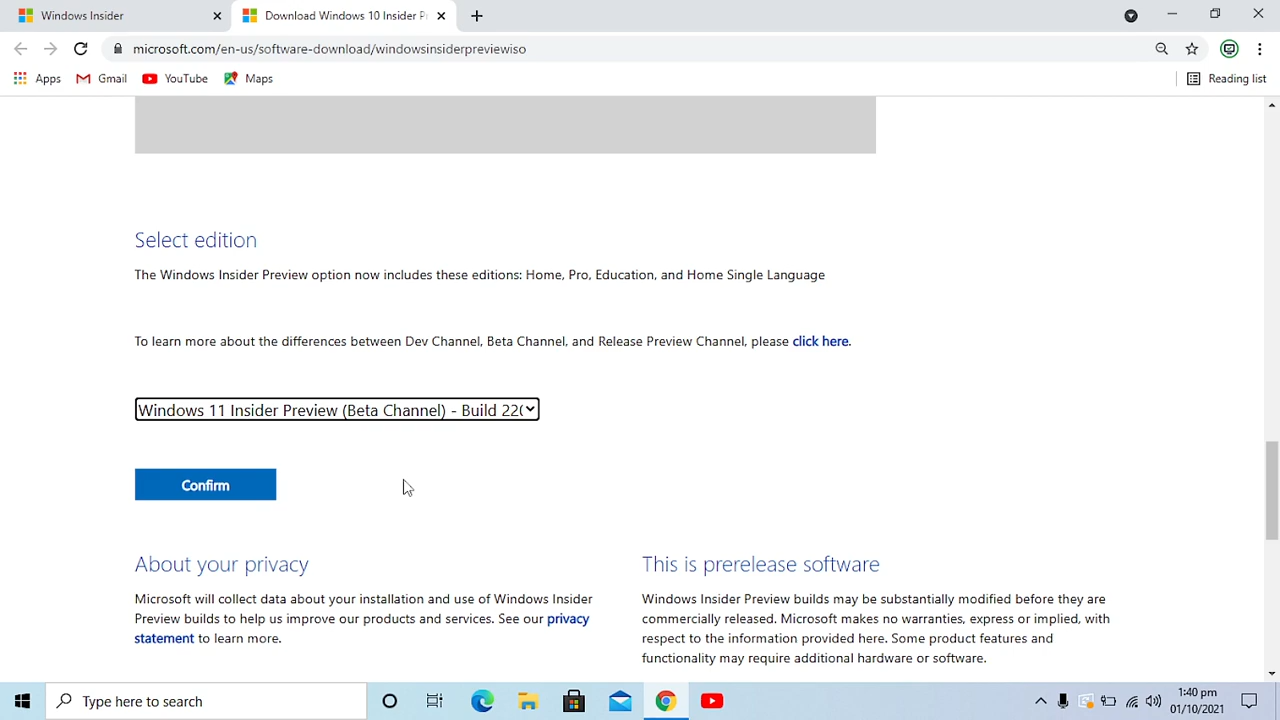 Windows Insider
Download Windows 10 Insider P
microsoft.com/en-us/software-download/windowsinsiderpreviewiso
Apps Gmail YouTube Maps Reading list
Select edition
The Windows Insider Preview option now includes these editions: Home, Pro, Education, and Home Single Language
To learn more about the differences between Dev Channel, Beta Channel, and Release Preview Channel, please click here.
Windows 11 Insider Preview (Beta Channel) - Build 220
Confirm
About your privacy
Microsoft will collect data about your installation and use of Windows Insider
Preview builds to help us improve our products and services. See our privacy
statement to learn more.
This is prerelease software
Windows Insider Preview builds may be substantially modified before they are
commercially released. Microsoft makes no warranties, express or implied, with
respect to the information provided here. Some product features and
functionality may require additional hardware or software.
Type here to search
1:40 pm
01/10/2021